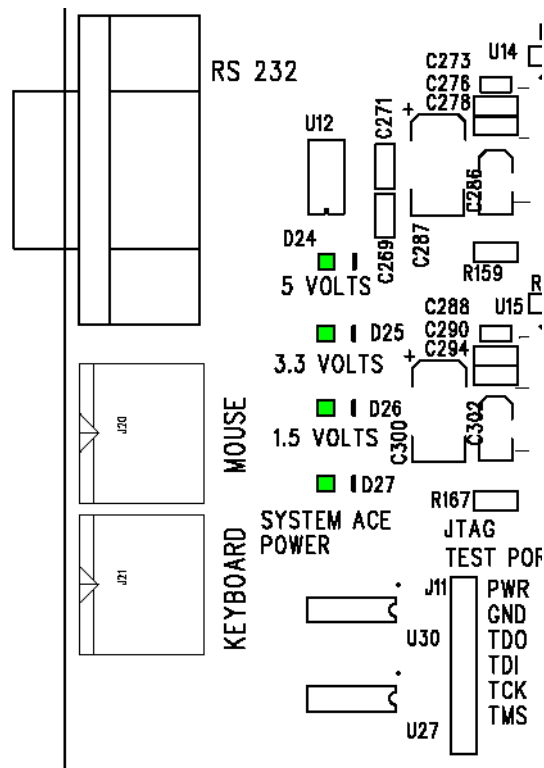 C273
U14
RS 232
C276
C278
C271
U12
+
C286
D24
C269
C287
5 VOLTS
R159
C288
U15
R
D25
C290
C294
3.3 VOLTS
+
J20
MOUSE
D26
1.5 VOLTS
C300
C302
D27
R167
SYSTEM ACE
POWER
JTAG
TEST POR
J21
KEYBOARD
J11
PWR
GND
U30
TDO
TDI
TCK
TMS
U27